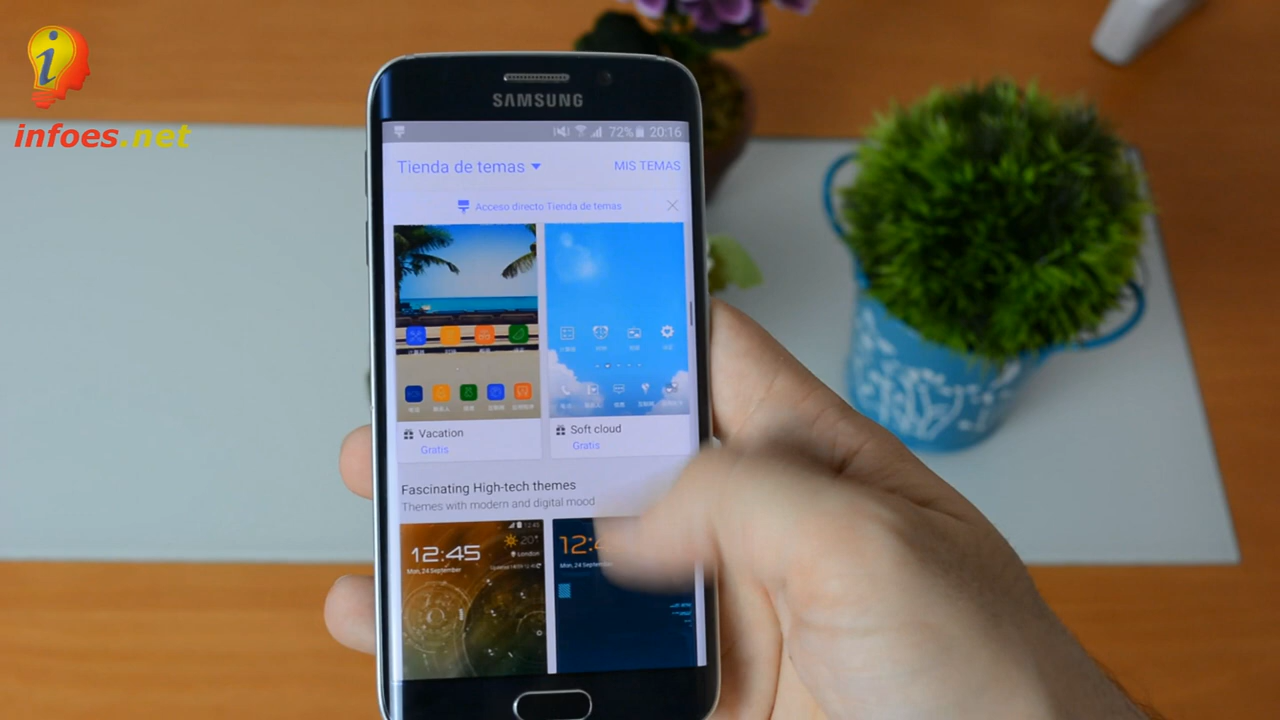 infoes.net
SAMSUNG
72% 20:16
Tienda de temas
MIS TEMAS
Acceso directo Tienda de temas
Vacation
Gratis
Soft cloud
Gratis
Fascinating High-tech themes
Themes with modern and digital mood
12:45
20°
London
Mon, 24 September
12:4
Mon, 24 September